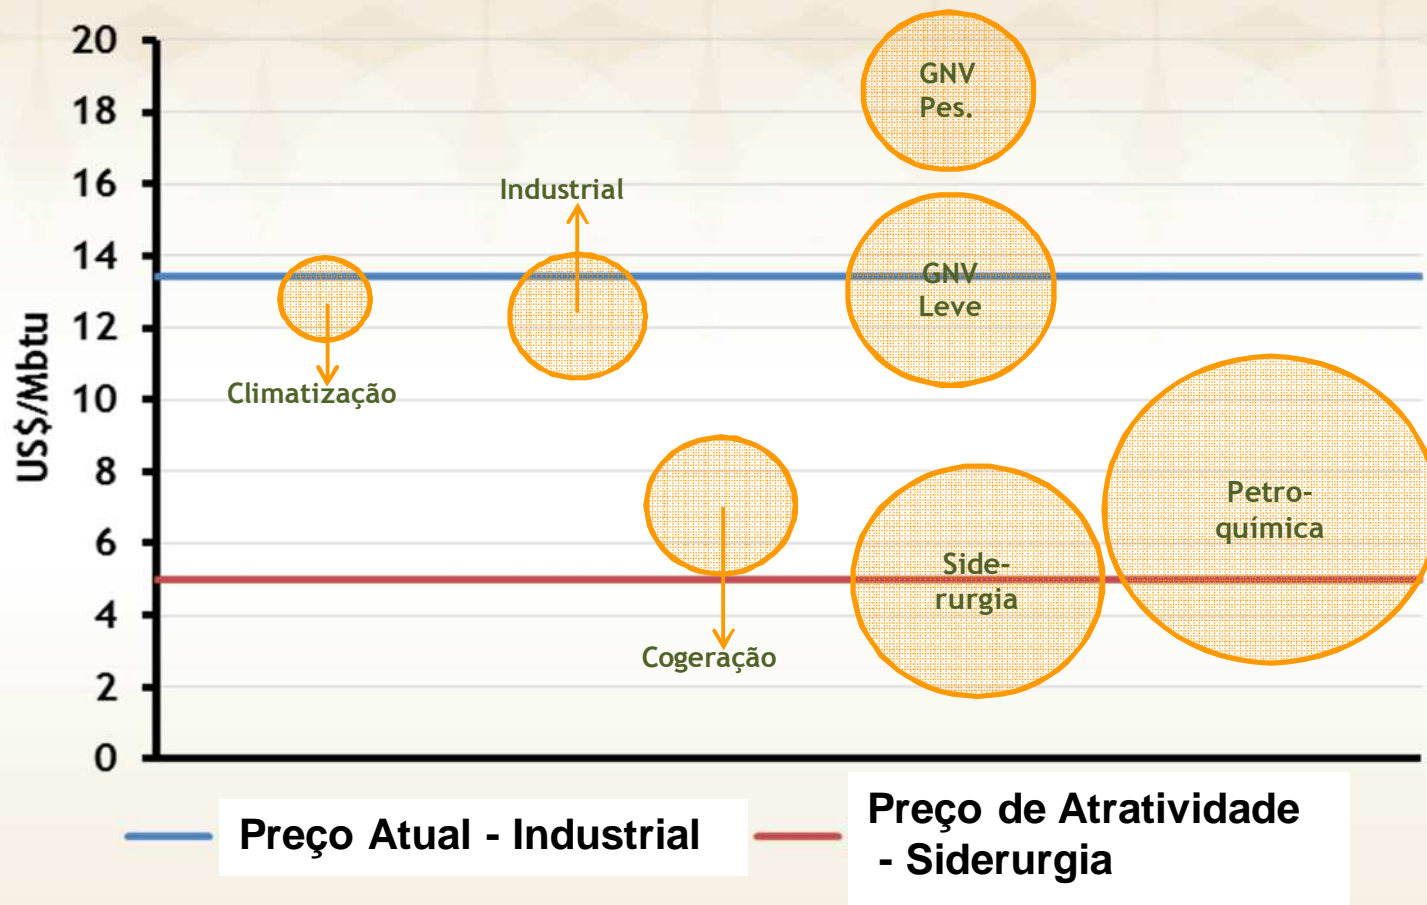 20
18
16
14
12
10
8
6
4
2
0
US$/Mbtu
GNV
Pes.
Industrial
GNV
Leve
Climatização
Petro-
química
Side-
rurgia
Cogeração
Preço Atual - Industrial
Preço de Atratividade
- Siderurgia